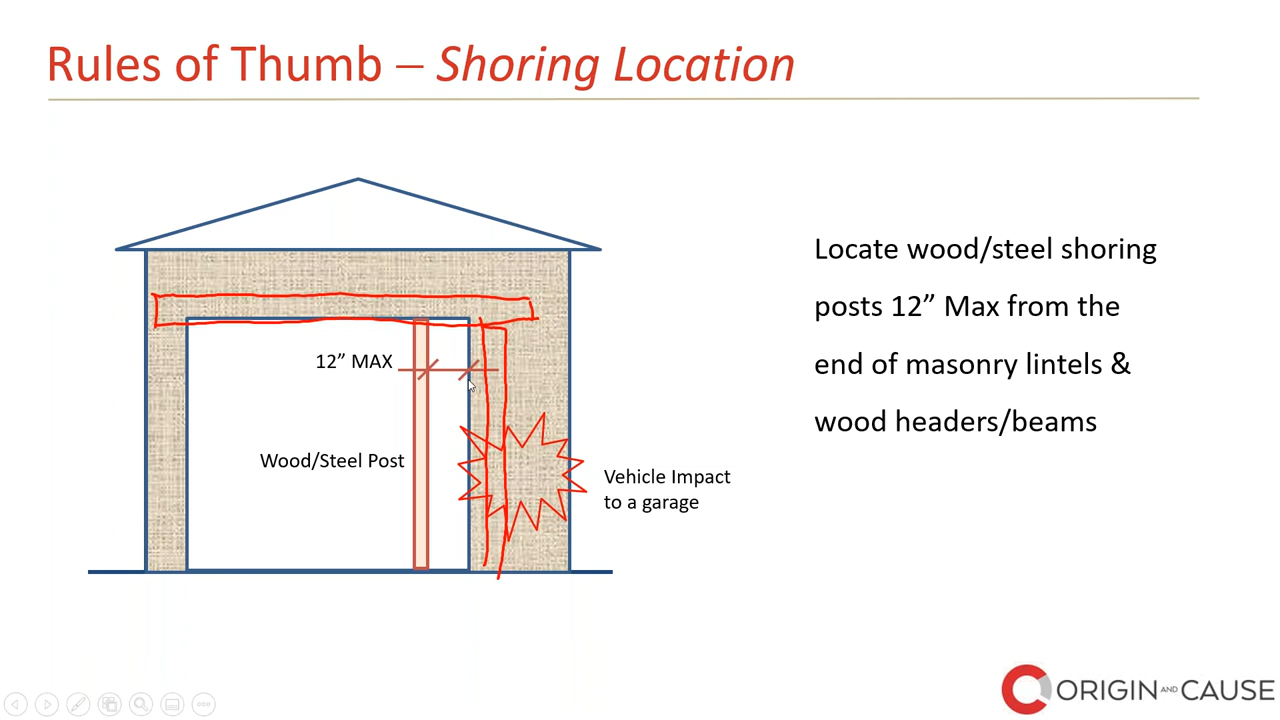 Rules of Thumb – Shoring Location
12” MAX
Wood/Steel Post
Vehicle Impact
to a garage
Locate wood/steel shoring
posts 12” Max from the
end of masonry lintels &
wood headers/beams
ORIGIN AND CAUSE